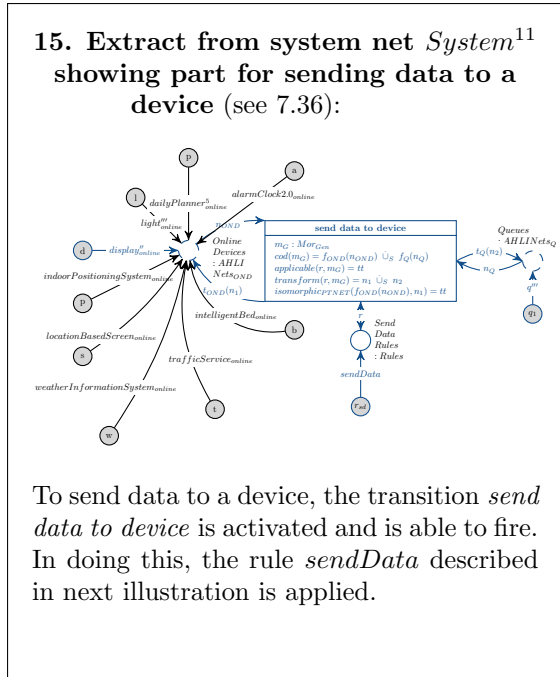 15. Extract from system net System¹¹
showing part for sending data to a
device (see 7.36):
p
a
l
dailyPlanner⁵online
alarmClock2.0online
light'''online
nOND
d
display''online
Online
Devices
: AHLI
NetsOND
send data to device
mG : MorGen
cod(mG) = fOND(nOND) ∪̇S fQ(nQ)
applicable(r, mG) = tt
transform(r, mG) = n1 ∪̇S n2
isomorphicPTNET(fOND(nOND), n1) = tt
Queues
: AHLINetsQ
tQ(n2)
nQ
indoorPositioningSystem online
p
tOND(n1)
q'''
q1
intelligentBedonline
b
r
Send
Data
Rules
: Rules
locationBasedScreenonline
s
trafficServiceonline
t
sendData
weatherInformationSystemonline
w
rsd
To send data to a device, the transition send
data to device is activated and is able to fire.
In doing this, the rule sendData described
in next illustration is applied.